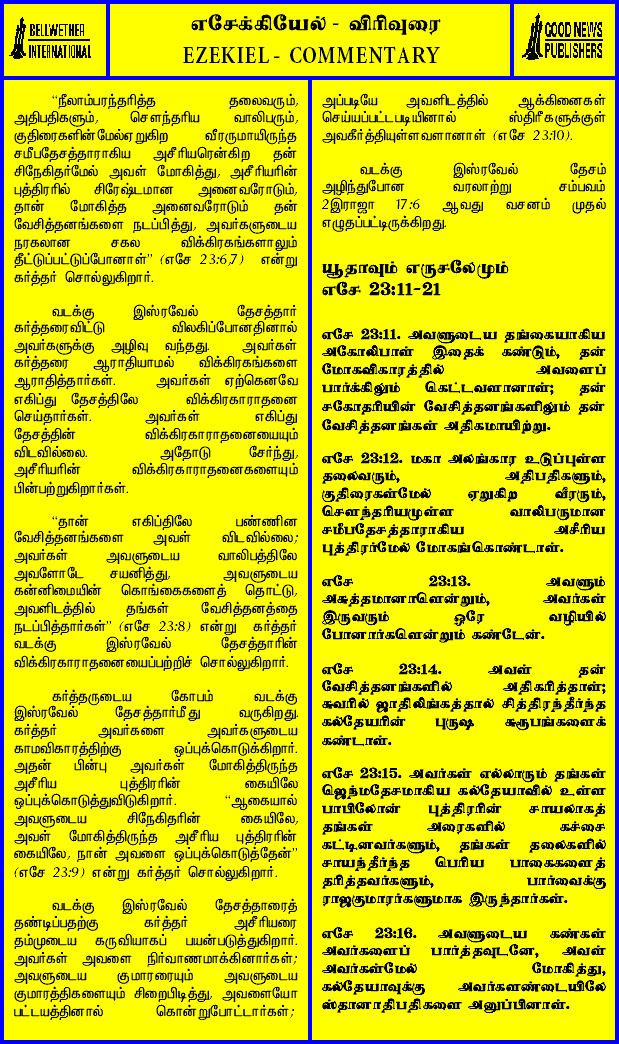 BELLWETHER
INTERNATIONAL
எசேக்கியேல் - விரிவுரை
EZEKIEL - COMMENTARY
GOOD NEWS
PUBLISHERS
“நீலாம்பரந்தரித்த தலைவரும்,
அதிபதிகளும், சௌந்தரிய வாலிபரும்,
குதிரைகளின்மேல்ஏறுகிற வீரருமாயிருந்த
சமீபதேசத்தாராகிய அசீரியரென்கிற தன்
சிநேகிதர்மேல் அவள் மோகித்து, அசீரியரின்
புத்திரரில் சிரேஷ்டமான அனைவரோடும்,
தான் மோகித்த அனைவரோடும் தன்
வேசித்தனங்களை நடப்பித்து, அவர்களுடைய
நரகலான சகல விக்கிரகங்களாலும்
தீட்டுப்பட்டுப்போனாள்” (எசே 23:6,7) என்று
கர்த்தர் சொல்லுகிறார்.
வடக்கு இஸ்ரவேல் தேசத்தார்
கர்த்தரைவிட்டு விலகிப்போனதினால்
அவர்களுக்கு அழிவு வந்தது. அவர்கள்
கர்த்தரை ஆராதியாமல் விக்கிரகங்களை
ஆராதித்தார்கள். அவர்கள் ஏற்கெனவே
எகிப்து தேசத்திலே விக்கிரகாராதனை
செய்தார்கள். அவர்கள் எகிப்து
தேசத்தின் விக்கிரகாராதனையையும்
விடவில்லை. அதோடு சேர்ந்து,
அசீரியரின் விக்கிரகாராதனைகளையும்
பின்பற்றுகிறார்கள்.
“தான் எகிப்திலே பண்ணின
வேசித்தனங்களை அவள் விடவில்லை;
அவர்கள் அவளுடைய வாலிபத்திலே
அவளோடே சயனித்து, அவளுடைய
கன்னிமையின் கொங்கைகளைத் தொட்டு,
அவளிடத்தில் தங்கள் வேசித்தனத்தை
நடப்பித்தார்கள்” (எசே 23:8) என்று கர்த்தர்
வடக்கு இஸ்ரவேல் தேசத்தாரின்
விக்கிரகாராதனையைப்பற்றிச் சொல்லுகிறார்.
கர்த்தருடைய கோபம் வடக்கு
இஸ்ரவேல் தேசத்தார்மீது வருகிறது.
கர்த்தர் அவர்களை அவர்களுடைய
காமவிகாரத்திற்கு ஒப்புக்கொடுக்கிறார்.
அதன் பின்பு அவர்கள் மோகித்திருந்த
அசீரிய புத்திரரின் கையிலே
ஒப்புக்கொடுத்துவிடுகிறார். “ஆகையால்
அவளுடைய சிநேகிதரின் கையிலே,
அவள் மோகித்திருந்த அசீரிய புத்திரரின்
கையிலே, நான் அவளை ஒப்புக்கொடுத்தேன்”
(எசே 23:9) என்று கர்த்தர் சொல்லுகிறார்.
வடக்கு இஸ்ரவேல் தேசத்தாரைத்
தண்டிப்பதற்கு கர்த்தர் அசீரியரை
தம்முடைய கருவியாகப் பயன்படுத்துகிறார்.
அவர்கள் அவளை நிர்வாணமாக்கினார்கள்;
அவளுடைய குமாரரையும் அவளுடைய
குமாரத்திகளையும் சிறைபிடித்து, அவளையோ
பட்டயத்தினால் கொன்றுபோட்டார்கள்;
அப்படியே அவளிடத்தில் ஆக்கினைகள்
செய்யப்பட்டபடியினால் ஸ்திரீகளுக்குள்
அவகீர்த்தியுள்ளவளானாள் (எசே 23:10).
வடக்கு இஸ்ரவேல் தேசம்
அழிந்துபோன வரலாற்று சம்பவம்
2இராஜா 17:6 ஆவது வசனம் முதல்
எழுதப்பட்டிருக்கிறது.
யூதாவும் எருசலேமும்
எசே 23:11-21
எசே 23:11. அவளுடைய தங்கையாகிய
அகோலிபாள் இதைக் கண்டும், தன்
மோகவிகாரத்தில் அவளைப்
பார்க்கிலும் கெட்டவளானாள்; தன்
சகோதரியின் வேசித்தனங்களிலும் தன்
வேசித்தனங்கள் அதிகமாயிற்று.
எசே 23:12. மகா அலங்கார உடுப்புள்ள
தலைவரும், அதிபதிகளும்,
குதிரைகள்மேல் ஏறுகிற வீரரும்,
சௌந்தரியமுள்ள வாலிபருமான
சமீபதேசத்தாராகிய அசீரிய
புத்திரர்மேல் மோகங்கொண்டாள்.
எசே 23:13. அவளும்
அசுத்தமானாளென்றும், அவர்கள்
இருவரும் ஒரே வழியில்
போனார்களென்றும் கண்டேன்.
எசே 23:14. அவள் தன்
வேசித்தனங்களில் அதிகரித்தாள்;
சுவரில் ஜாதிலிங்கத்தால் சித்திரந்தீர்ந்த
கல்தேயரின் புருஷ சுரூபங்களைக்
கண்டாள்.
எசே 23:15. அவர்கள் எல்லாரும் தங்கள்
ஜென்மதேசமாகிய கல்தேயாவில் உள்ள
பாபிலோன் புத்திரரின் சாயலாகத்
தங்கள் அரைகளில் கச்சை
கட்டினவர்களும், தங்கள் தலைகளில்
சாயந்தீர்ந்த பெரிய பாகைகளைத்
தரித்தவர்களும், பார்வைக்கு
ராஜகுமாரர்களுமாக இருந்தார்கள்.
எசே 23:16. அவளுடைய கண்கள்
அவர்களைப் பார்த்தவுடனே, அவள்
அவர்கள்மேல் மோகித்து,
கல்தேயாவுக்கு அவர்களண்டையிலே
ஸ்தானாதிபதிகளை அனுப்பினாள்.